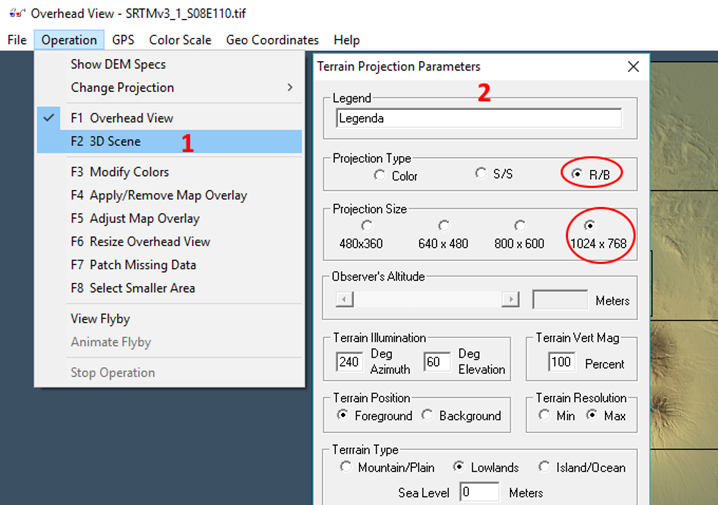 Overhead View - SRTMv3_1_S08E110.tif
File Operation GPS Color Scale Geo Coordinates Help
Show DEM Specs
Change Projection
F1 Overhead View
F2 3D Scene
1
F3 Modify Colors
F4 Apply/Remove Map Overlay
F5 Adjust Map Overlay
F6 Resize Overhead View
F7 Patch Missing Data
F8 Select Smaller Area
View Flyby
Animate Flyby
Stop Operation
Terrain Projection Parameters
2
Legend
Legenda
Projection Type
Color S/S R/B
Projection Size
480x360 640 x 480 800 x 600 1024 x 768
Observer's Altitude
Meters
Terrain Illumination
240 Deg Azimuth 60 Deg Elevation
Terrain Vert Mag
100 Percent
Terrain Position
Foreground Background
Terrain Resolution
Min Max
Terrrain Type
Mountain/Plain Lowlands Island/Ocean
Sea Level 0 Meters